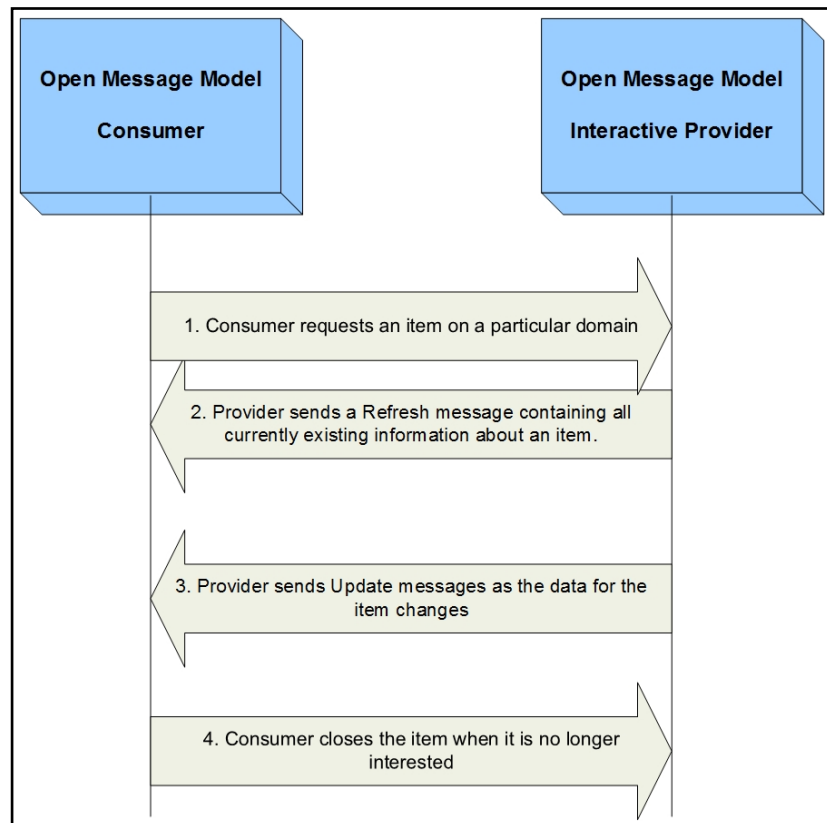 Open Message Model
Consumer
Open Message Model
Interactive Provider
1. Consumer requests an item on a particular domain
2. Provider sends a Refresh message containing all
currently existing information about an item.
3. Provider sends Update messages as the data for the
item changes
4. Consumer closes the item when it is no longer
interested